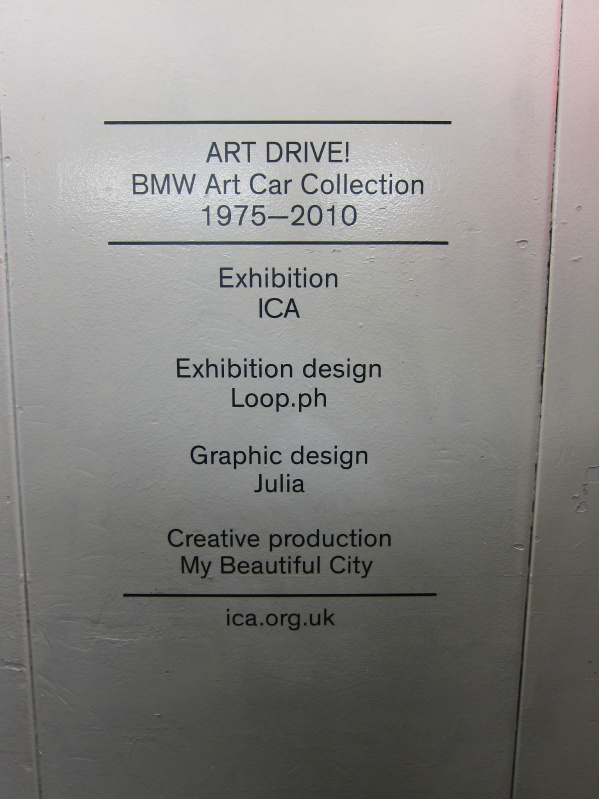 ART DRIVE!
BMW Art Car Collection
1975—2010
Exhibition
ICA
Exhibition design
Loop.ph
Graphic design
Julia
Creative production
My Beautiful City
ica.org.uk